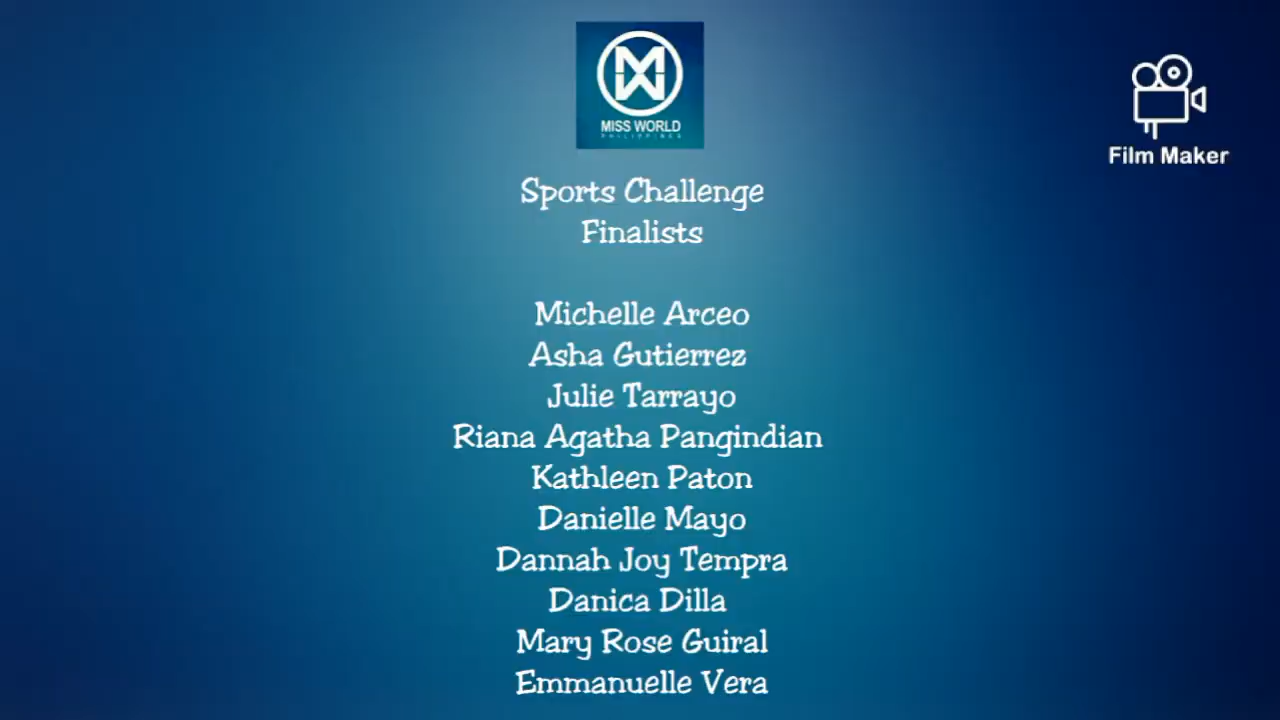 MISS WORLD
PHILIPPINES
Film Maker
Sports Challenge
Finalists
Michelle Arceo
Asha Gutierrez
Julie Tarrayo
Riana Agatha Pangindian
Kathleen Paton
Danielle Mayo
Dannah Joy Tempra
Danica Dilla
Mary Rose Guiral
Emmanuelle Vera